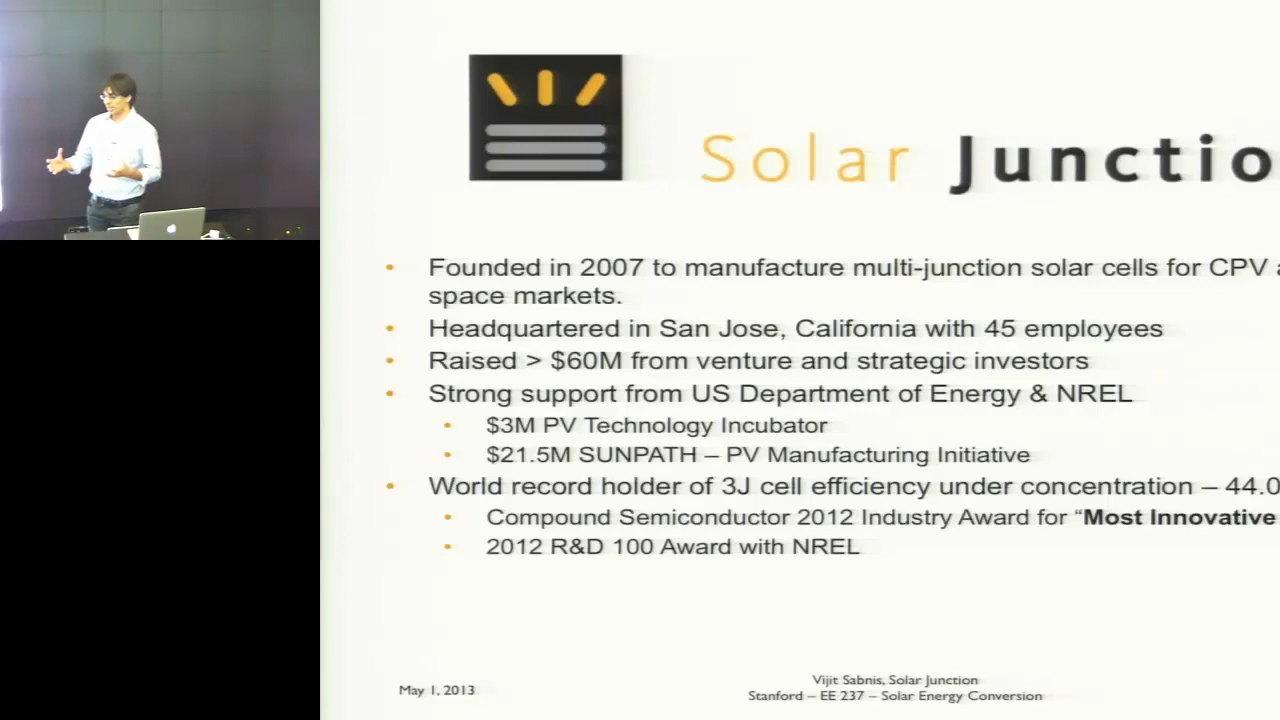 Solar Junctio
• Founded in 2007 to manufacture multi-junction solar cells for CPV
space markets.
• Headquartered in San Jose, California with 45 employees
• Raised > $60M from venture and strategic investors
• Strong support from US Department of Energy & NREL
• $3M PV Technology Incubator
• $21.5M SUNPATH – PV Manufacturing Initiative
• World record holder of 3J cell efficiency under concentration – 44.0
• Compound Semiconductor 2012 Industry Award for “Most Innovative
• 2012 R&D 100 Award with NREL
May 1, 2013
Vijit Sabnis, Solar Junction
Stanford – EE 237 – Solar Energy Conversion